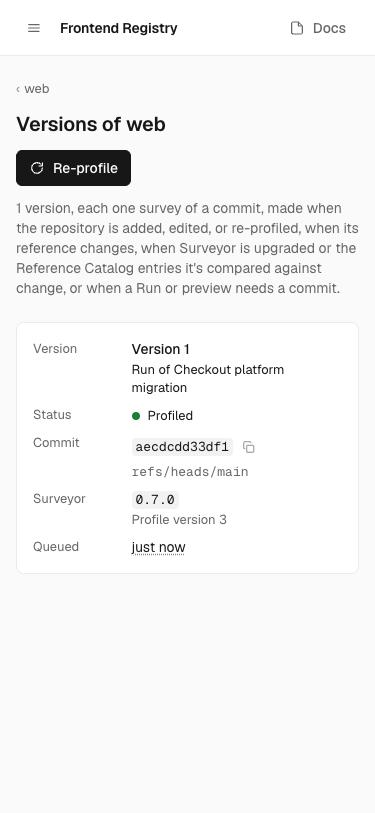 Frontend Registry
Docs
‹ web
Versions of web
Re-profile
1 version, each one survey of a commit, made when
the repository is added, edited, or re-profiled, when its
reference changes, when Surveyor is upgraded or the
Reference Catalog entries it's compared against
change, or when a Run or preview needs a commit.
Version
Version 1
Run of Checkout platform
migration
Status
Profiled
Commit
aecdcdd33df1
refs/heads/main
Surveyor
0.7.0
Profile version 3
Queued
just now